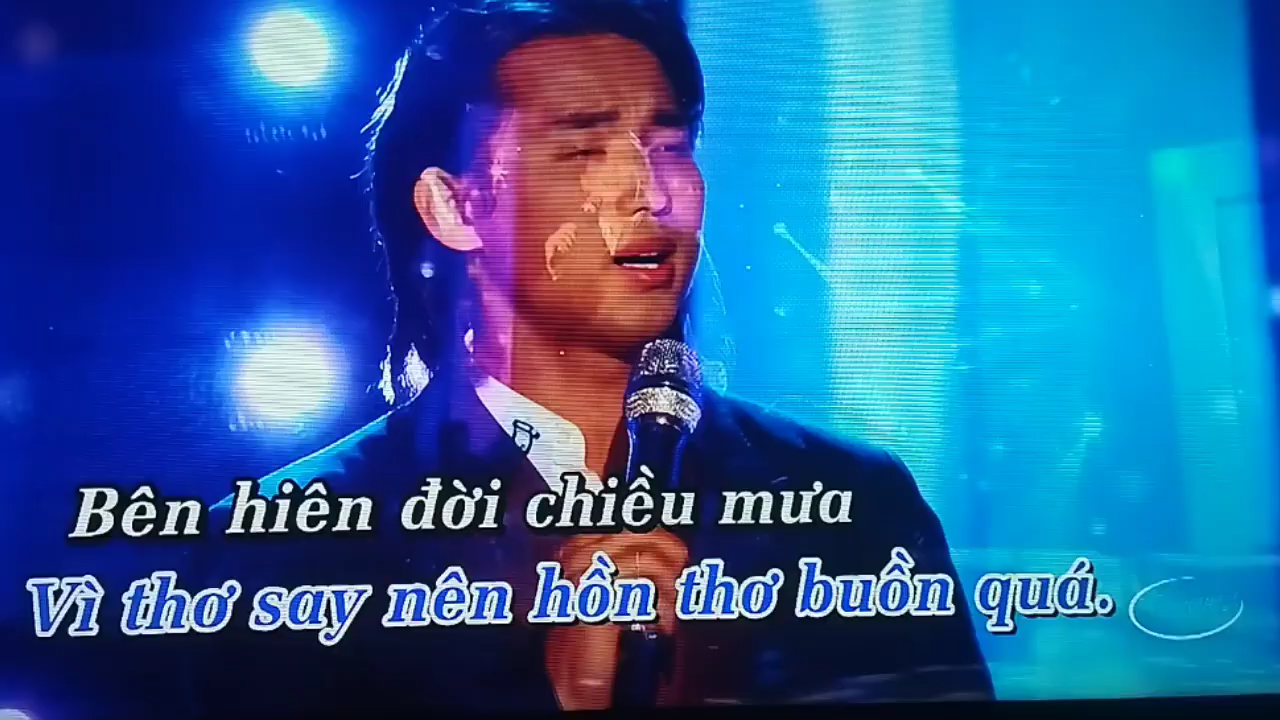 Bên hiên đời chiều mưa
Vì thơ say nên hồn thơ buồn quá.